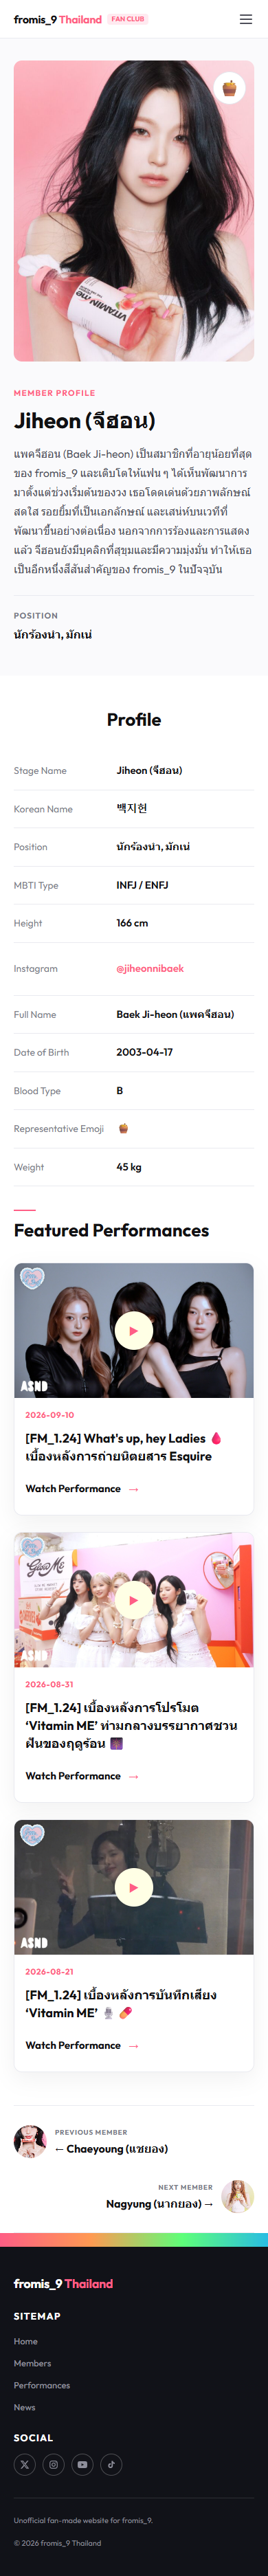 fromis_9 Thailand FAN CLUB
VITAMIN ME
MEMBER PROFILE
Jiheon (จีฮอน)
แพคจีฮอน (Baek Ji-heon) เป็นสมาชิกที่อายุน้อยที่สุด
ของ fromis_9 และเติบโตให้แฟน ๆ ได้เห็นพัฒนาการ
มาตั้งแต่ช่วงเริ่มต้นของวง เธอโดดเด่นด้วยภาพลักษณ์
สดใส รอยยิ้มที่เป็นเอกลักษณ์ และเสน่ห์บนเวทีที่
พัฒนาขึ้นอย่างต่อเนื่อง นอกจากการร้องและการแสดง
แล้ว จีฮอนยังมีบุคลิกที่สุขุมและมีความมุ่งมั่น ทำให้เธอ
เป็นอีกหนึ่งสีสันสำคัญของ fromis_9 ในปัจจุบัน
POSITION
นักร้องนำ, มักเน่
Profile
Stage Name Jiheon (จีฮอน)
Korean Name 백지헌
Position นักร้องนำ, มักเน่
MBTI Type INFJ / ENFJ
Height 166 cm
Instagram @jiheonnibaek
Full Name Baek Ji-heon (แพคจีฮอน)
Date of Birth 2003-04-17
Blood Type B
Representative Emoji 🧁
Weight 45 kg
Featured Performances
ASND
2026-09-10
[FM_1.24] What's up, hey Ladies 🩸
เบื้องหลังการถ่ายนิตยสาร Esquire
Watch Performance →
Glow ME
ASND
2026-08-31
[FM_1.24] เบื้องหลังการโปรโมต
‘Vitamin ME’ ท่ามกลางบรรยากาศชวน
ฝันของฤดูร้อน 🎆
Watch Performance →
ASND
2026-08-21
[FM_1.24] เบื้องหลังการบันทึกเสียง
‘Vitamin ME’ 🎙️ 💊
Watch Performance →
PREVIOUS MEMBER
← Chaeyoung (แชยอง)
NEXT MEMBER
Nagyung (นากยอง) →
fromis_9 Thailand
SITEMAP
Home
Members
Performances
News
SOCIAL
Unofficial fan-made website for fromis_9.
© 2026 fromis_9 Thailand